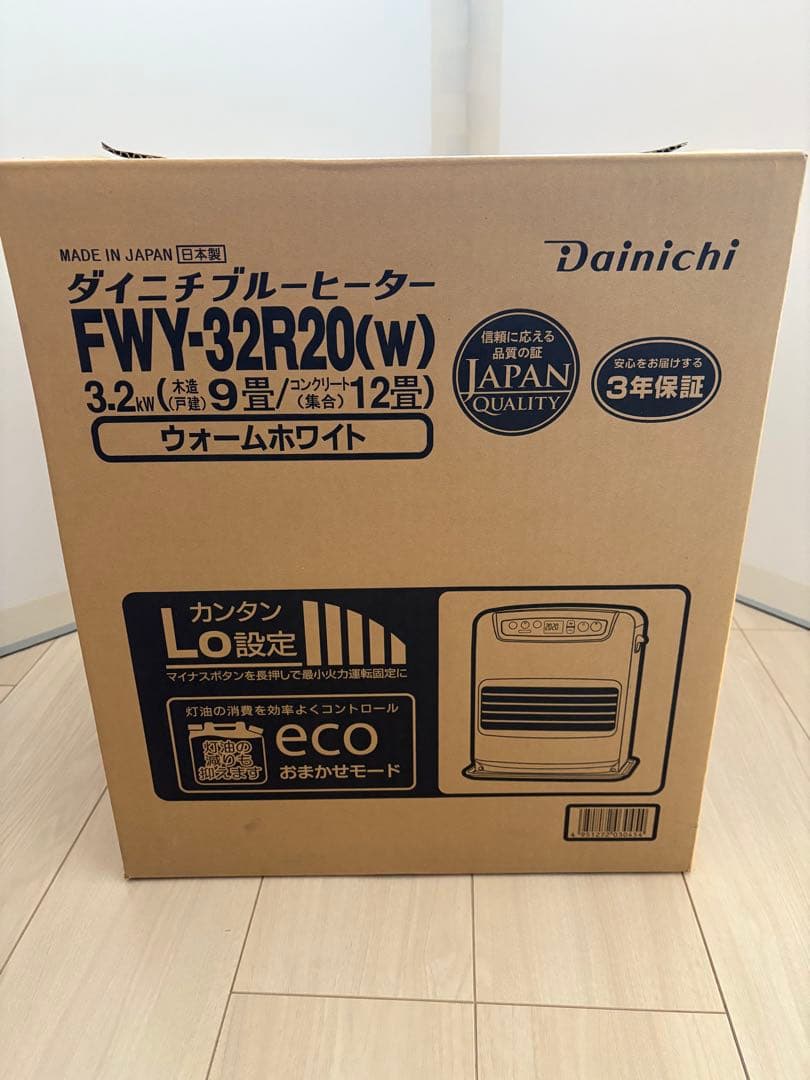 MADE IN JAPAN 日本製
Dainichi
ダイニチブルーヒーター
FWY-32R20(W)
3.2kW(木造(戸建)9畳/コンクリート(集合)12畳)
ウォームホワイト
信頼に応える
品質の証
JAPAN
QUALITY
安心をお届けする
3年保証
カンタン
Lo設定
マイナスボタンを長押しで最小火力運転固定に
灯油の消費を効率よくコントロール
灯油の
減りも
抑えます
eco
おまかせモード
2020
4951272030454